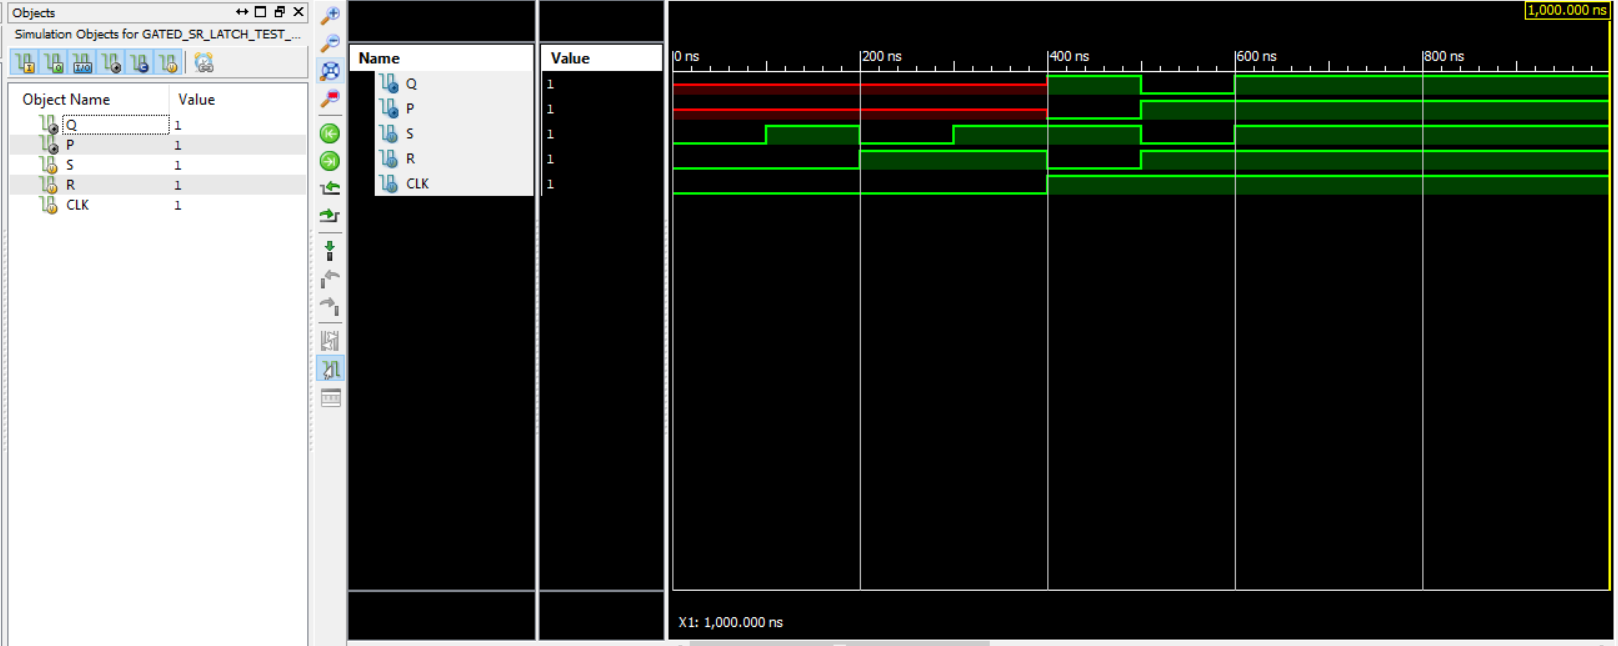 Objects
Simulation Objects for GATED_SR_LATCH_TEST_...
Object Name Value
Q 1
P 1
S 1
R 1
CLK 1
Name Value
Q 1
P 1
S 1
R 1
CLK 1
1,000.000 ns
0 ns 200 ns 400 ns 600 ns 800 ns
X1: 1,000.000 ns